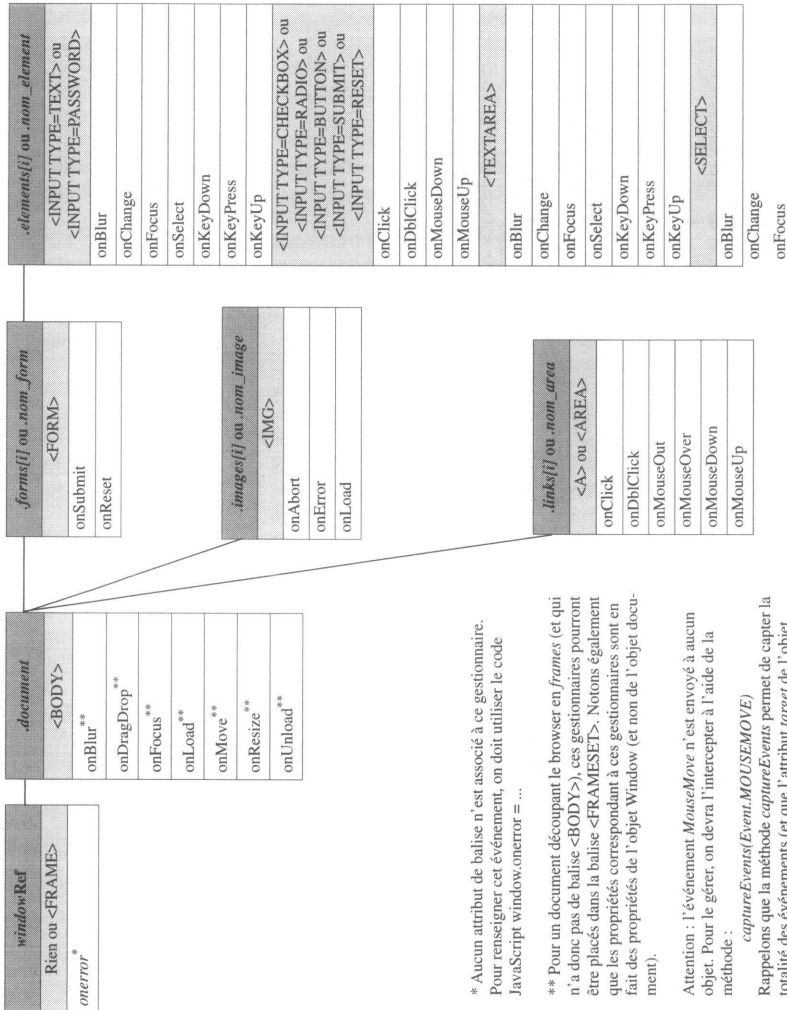 windowRef
Rien ou <FRAME>
onerror*
.document
<BODY>
onBlur**
onDragDrop**
onFocus**
onLoad**
onMove**
onResize**
onUnload**
.forms[i] ou .nom_form
<FORM>
onSubmit
onReset
.images[i] ou .nom_image
<IMG>
onAbort
onError
onLoad
.links[i] ou .nom_area
<A> ou <AREA>
onClick
onDblClick
onMouseOut
onMouseOver
onMouseDown
onMouseUp
.elements[i] ou .nom_element
<INPUT TYPE=TEXT> ou
<INPUT TYPE=PASSWORD>
onBlur
onChange
onFocus
onSelect
onKeyDown
onKeyPress
onKeyUp
<INPUT TYPE=CHECKBOX> ou
<INPUT TYPE=RADIO> ou
<INPUT TYPE=BUTTON> ou
<INPUT TYPE=SUBMIT> ou
<INPUT TYPE=RESET>
onClick
onDblClick
onMouseDown
onMouseUp
<TEXTAREA>
onBlur
onChange
onFocus
onSelect
onKeyDown
onKeyPress
onKeyUp
<SELECT>
onBlur
onChange
onFocus
* Aucun attribut de balise n'est associé à ce gestionnaire.
Pour renseigner cet événement, on doit utiliser le code
JavaScript window.onerror = ...
** Pour un document découpant le browser en frames (et qui
n'a donc pas de balise <BODY>), ces gestionnaires pourront
être placés dans la balise <FRAMESET>. Notons également
que les propriétés correspondant à ces gestionnaires sont en
fait des propriétés de l'objet Window (et non de l'objet docu-
ment).
Attention : l'événement MouseMove n'est envoyé à aucun
objet. Pour le gérer, on devra l'intercepter à l'aide de la
méthode :
captureEvents(Event.MOUSEMOVE)
Rappelons que la méthode captureEvents permet de capter la
totalité des événements (et que l'attribut target de l'objet